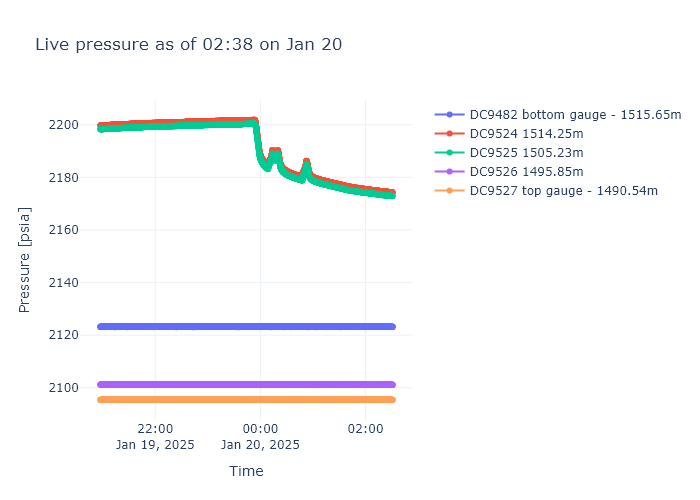 Live pressure as of 02:38 on Jan 20
DC9482 bottom gauge - 1515.65m
DC9524 1514.25m
DC9525 1505.23m
DC9526 1495.85m
DC9527 top gauge - 1490.54m
Pressure [psia]
2200
2180
2160
2140
2120
2100
22:00
Jan 19, 2025
00:00
Jan 20, 2025
02:00
Time